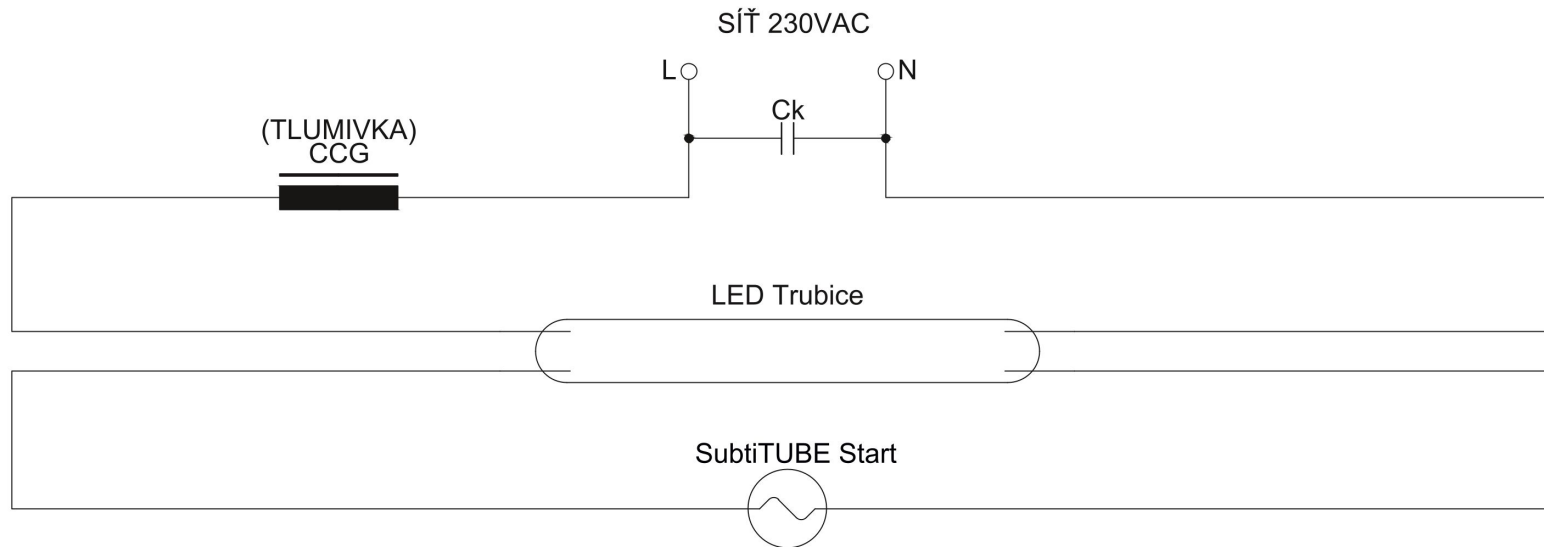 SÍŤ 230VAC
L N
Ck
(TLUMIVKA)
CCG
LED Trubice
SubtiTUBE Start